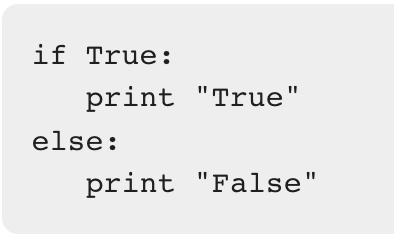 if True:
   print "True"
else:
   print "False"